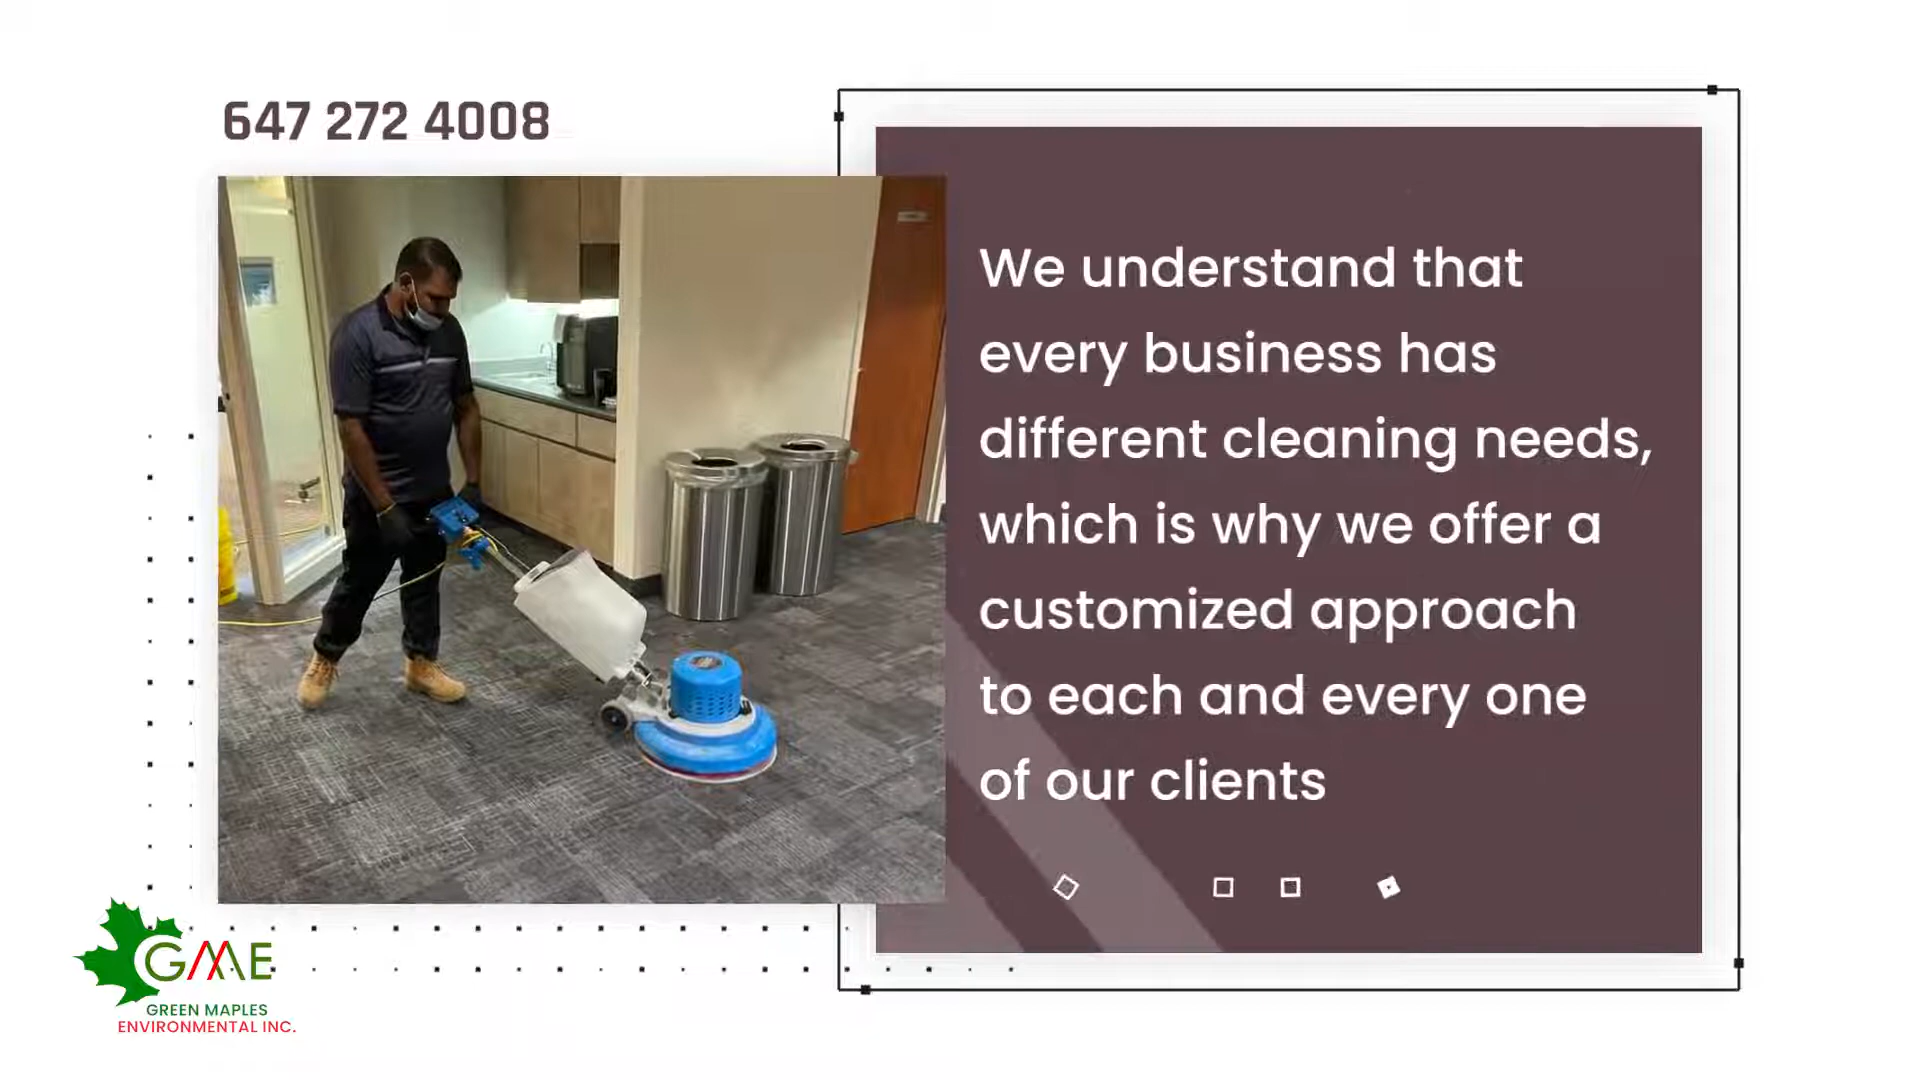 647 272 4008
We understand that
every business has
different cleaning needs,
which is why we offer a
customized approach
to each and every one
of our clients
GME
GREEN MAPLES
ENVIRONMENTAL INC.